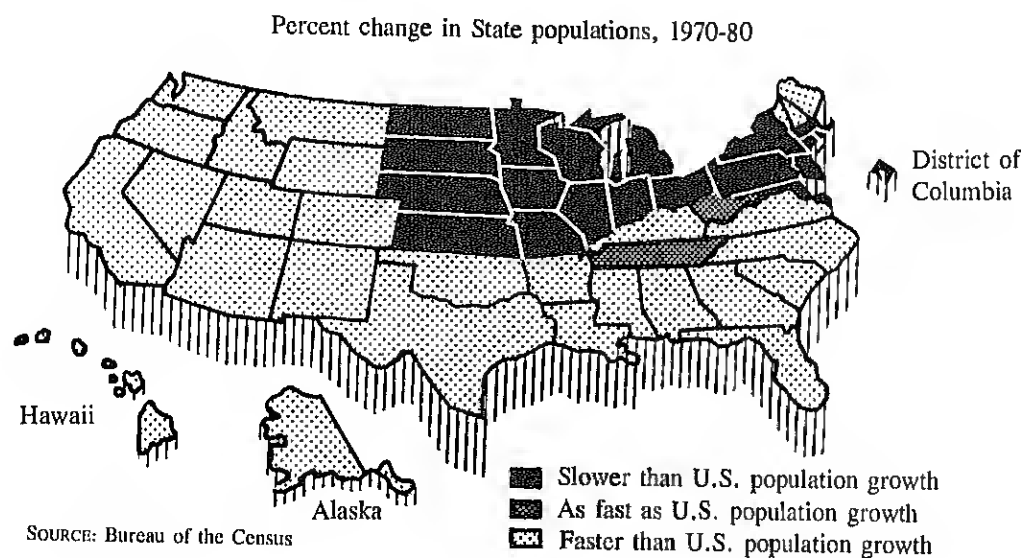 Percent change in State populations, 1970-80
District of
Columbia
Hawaii
Alaska
Slower than U.S. population growth
As fast as U.S. population growth
Faster than U.S. population growth
SOURCE: Bureau of the Census